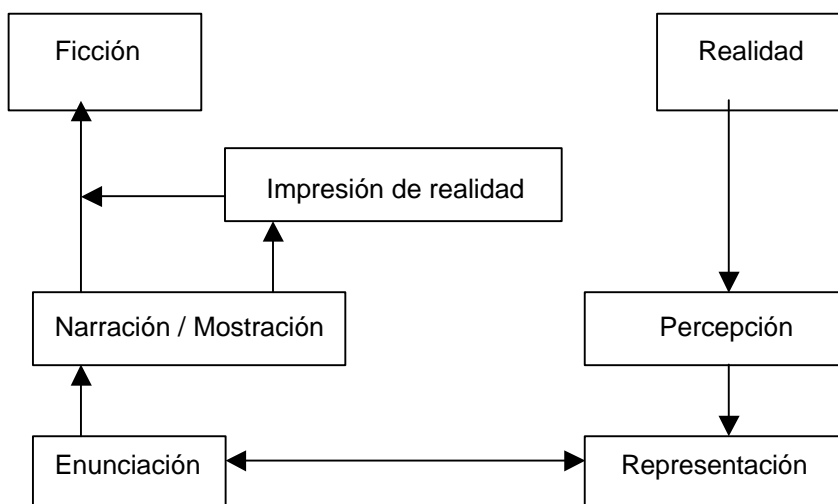 Ficción
Realidad
Impresión de realidad
Narración / Mostración
Percepción
Enunciación
Representación